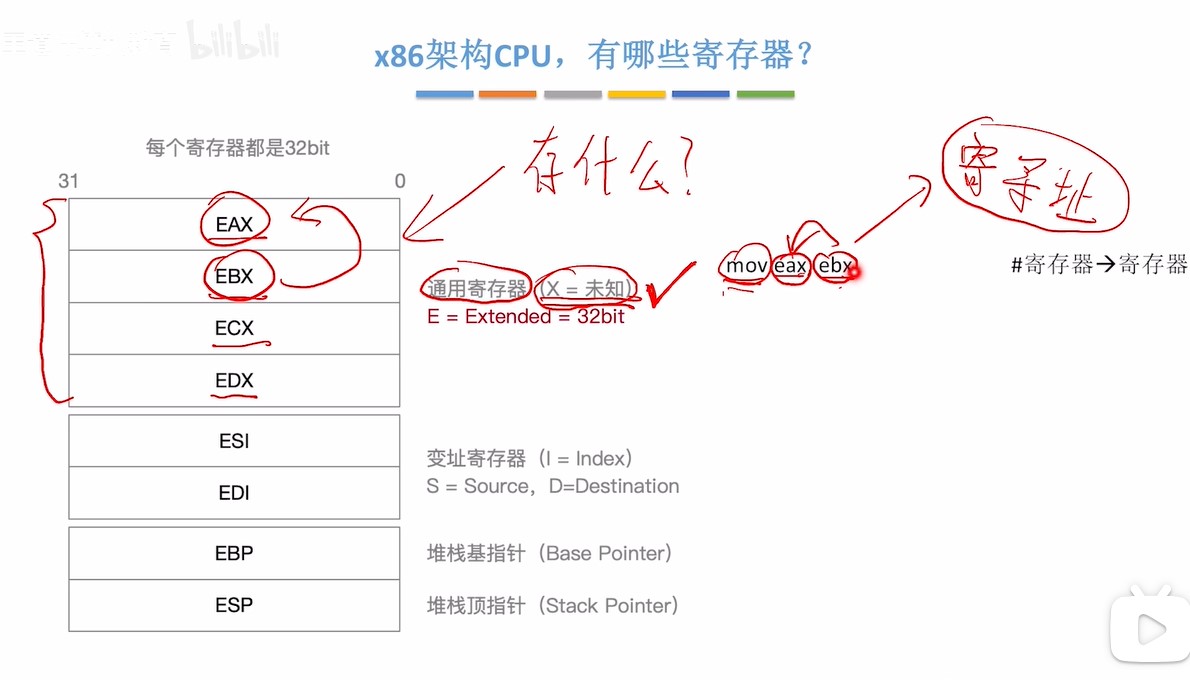 bilibili
x86架构CPU，有哪些寄存器？
每个寄存器都是32bit
31 0
存什么?
EAX
EBX
ECX
EDX
通用寄存器 (X = 未知)
E = Extended = 32bit
mov eax ebx
寄
址
#寄存器→寄存器
ESI
EDI
变址寄存器（I = Index）
S = Source，D=Destination
EBP
堆栈基指针（Base Pointer）
ESP
堆栈顶指针（Stack Pointer）